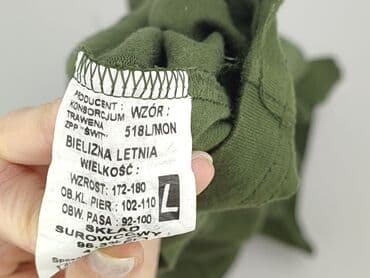 PRODUCENT :
KONSORCJUM WZÓR :
TRAWENA 518L/MON
ZPP "ŚWIT"
BIELIZNA LETNIA
WIELKOŚĆ :
WZROST: 172-180
OB.KL. PIER: 102-110
OBW. PASA : 92-100
L
SKŁAD
SUROWCOWY :